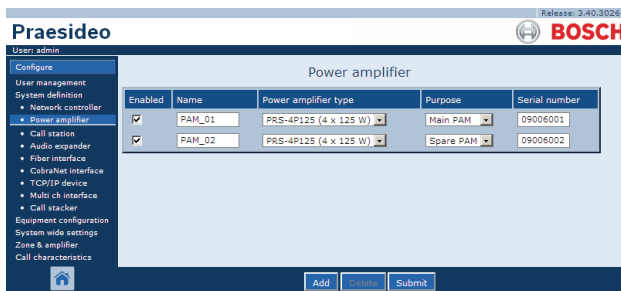 Release: 3.40.3026
Praesideo
BOSCH
User: admin
Configure
User management
System definition
• Network controller
• Power amplifier
• Call station
• Audio expander
• Fiber interface
• CobraNet interface
• TCP/IP device
• Multi ch interface
• Call stacker
Equipment configuration
System wide settings
Zone & amplifier
Call characteristics
Power amplifier
Enabled Name Power amplifier type Purpose Serial number
PAM_01 PRS-4P125 (4 x 125 W) Main PAM 09006001
PAM_02 PRS-4P125 (4 x 125 W) Spare PAM 09006002
Add Delete Submit